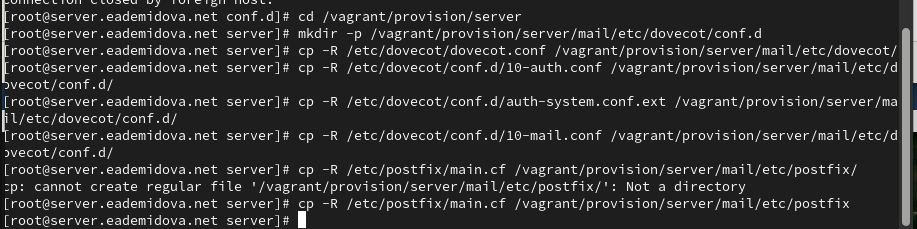 connection closed by foreign host.
[root@server.eademidova.net conf.d]# cd /vagrant/provision/server
[root@server.eademidova.net server]# mkdir -p /vagrant/provision/server/mail/etc/dovecot/conf.d
[root@server.eademidova.net server]# cp -R /etc/dovecot/dovecot.conf /vagrant/provision/server/mail/etc/dovecot/
[root@server.eademidova.net server]# cp -R /etc/dovecot/conf.d/10-auth.conf /vagrant/provision/server/mail/etc/d
ovecot/conf.d/
[root@server.eademidova.net server]# cp -R /etc/dovecot/conf.d/auth-system.conf.ext /vagrant/provision/server/ma
il/etc/dovecot/conf.d/
[root@server.eademidova.net server]# cp -R /etc/dovecot/conf.d/10-mail.conf /vagrant/provision/server/mail/etc/d
ovecot/conf.d/
[root@server.eademidova.net server]# cp -R /etc/postfix/main.cf /vagrant/provision/server/mail/etc/postfix/
cp: cannot create regular file '/vagrant/provision/server/mail/etc/postfix/': Not a directory
[root@server.eademidova.net server]# cp -R /etc/postfix/main.cf /vagrant/provision/server/mail/etc/postfix
[root@server.eademidova.net server]#